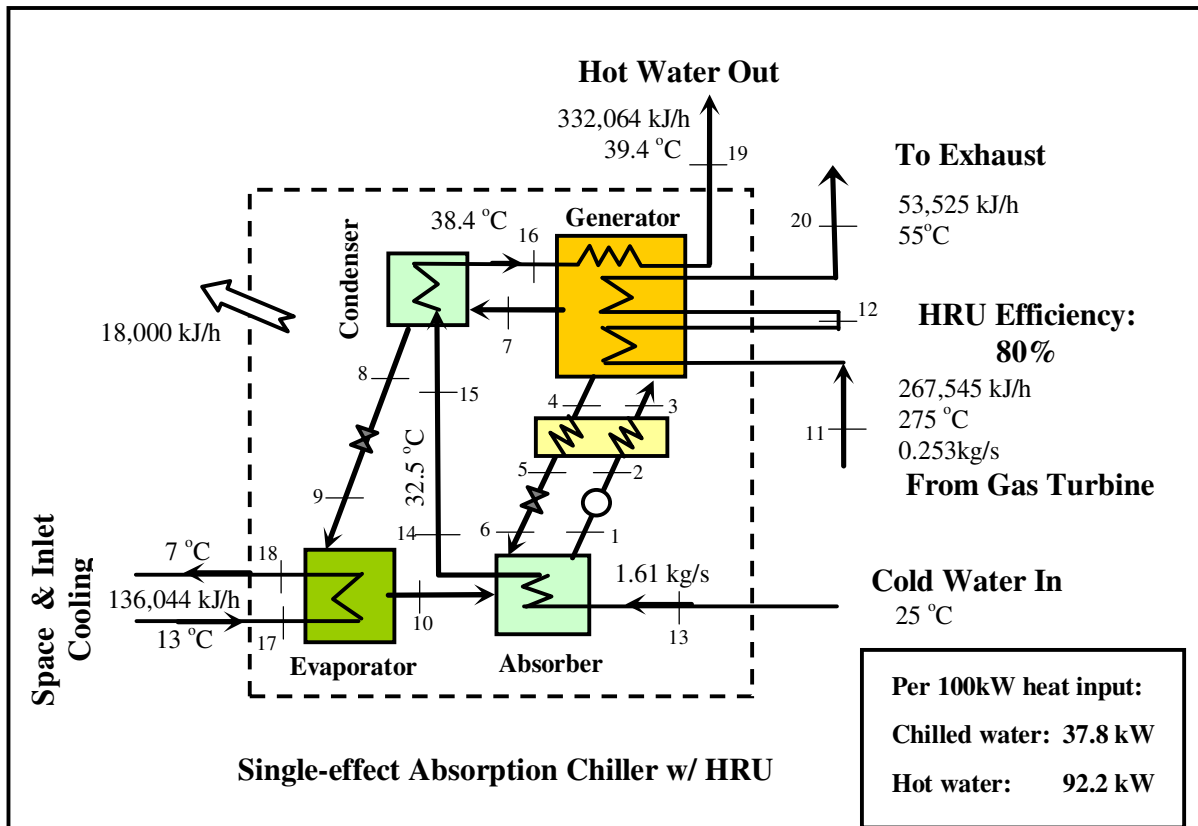 Hot Water Out
332,064 kJ/h
39.4 °C
19
To Exhaust
53,525 kJ/h
55°C
20
38.4 °C
Generator
16
Condenser
18,000 kJ/h
7
12
HRU Efficiency:
80%
267,545 kJ/h
275 °C
0.253kg/s
11
From Gas Turbine
8
15
4
3
32.5 °C
5
2
9
14
6
1
Space & Inlet
Cooling
7 °C
18
136,044 kJ/h
13 °C
17
10
1.61 kg/s
13
Cold Water In
25 °C
Evaporator
Absorber
Per 100kW heat input:
Chilled water: 37.8 kW
Hot water: 92.2 kW
Single-effect Absorption Chiller w/ HRU